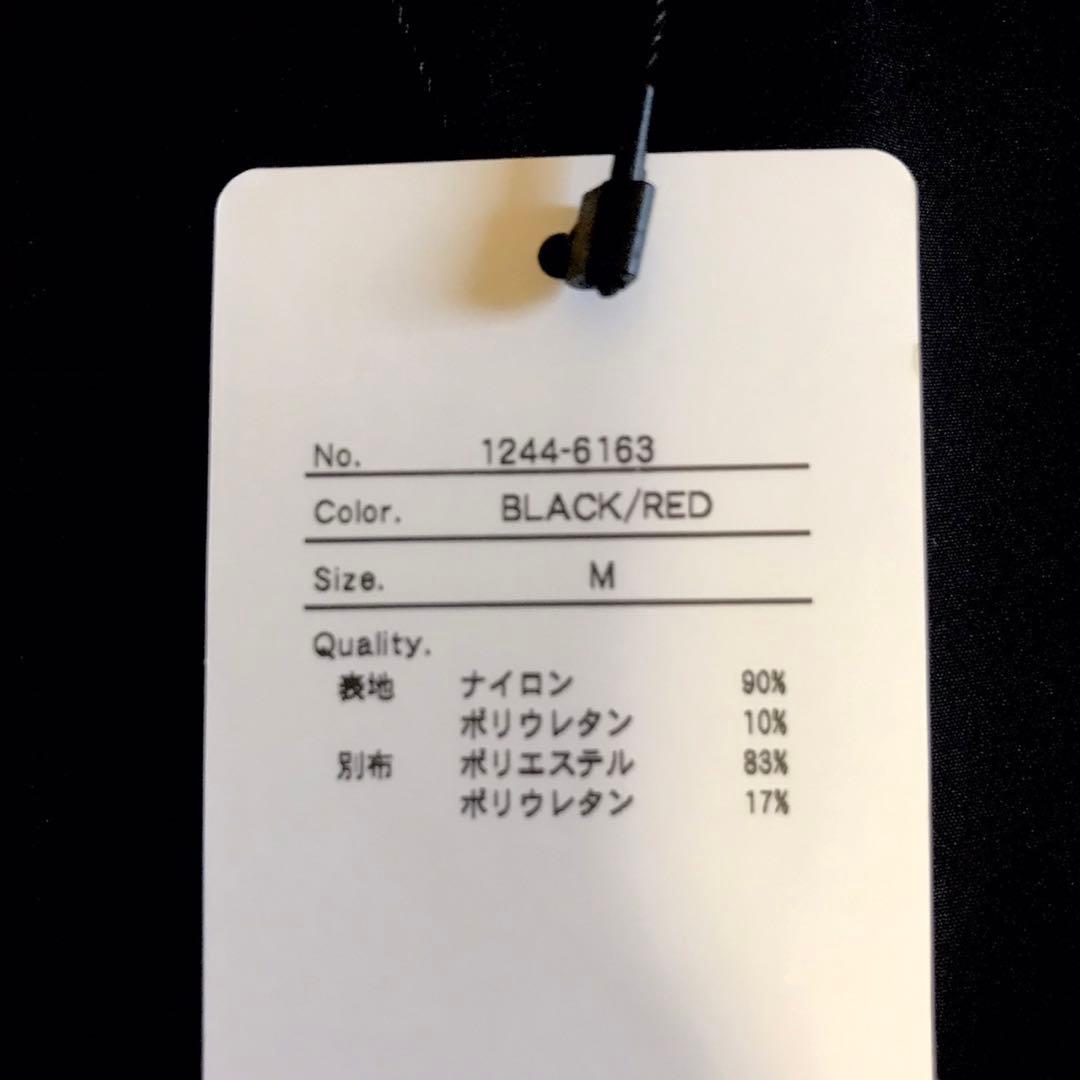 No. 1244-6163
Color. BLACK/RED
Size. M
Quality.
表地 ナイロン 90%
ポリウレタン 10%
別布 ポリエステル 83%
ポリウレタン 17%